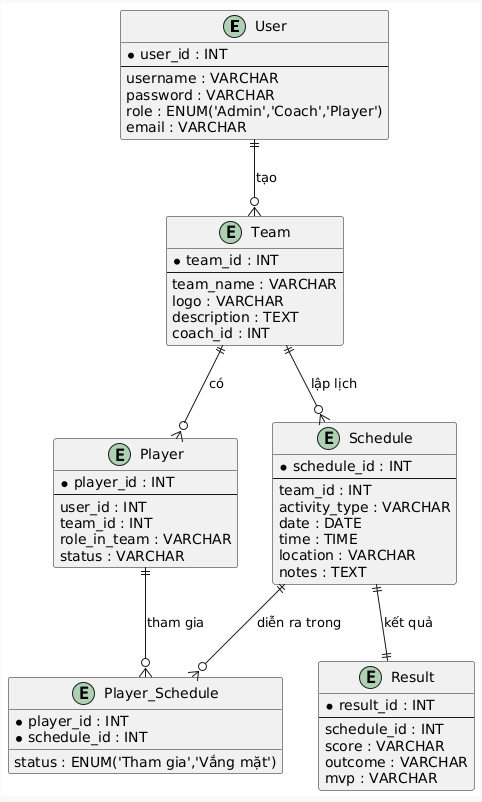 E User
* user_id : INT
username : VARCHAR
password : VARCHAR
role : ENUM('Admin','Coach','Player')
email : VARCHAR
tạo
E Team
* team_id : INT
team_name : VARCHAR
logo : VARCHAR
description : TEXT
coach_id : INT
có
lập lịch
E Player
* player_id : INT
user_id : INT
team_id : INT
role_in_team : VARCHAR
status : VARCHAR
E Schedule
* schedule_id : INT
team_id : INT
activity_type : VARCHAR
date : DATE
time : TIME
location : VARCHAR
notes : TEXT
tham gia
diễn ra trong
kết quả
E Player_Schedule
* player_id : INT
* schedule_id : INT
status : ENUM('Tham gia','Vắng mặt')
E Result
* result_id : INT
schedule_id : INT
score : VARCHAR
outcome : VARCHAR
mvp : VARCHAR